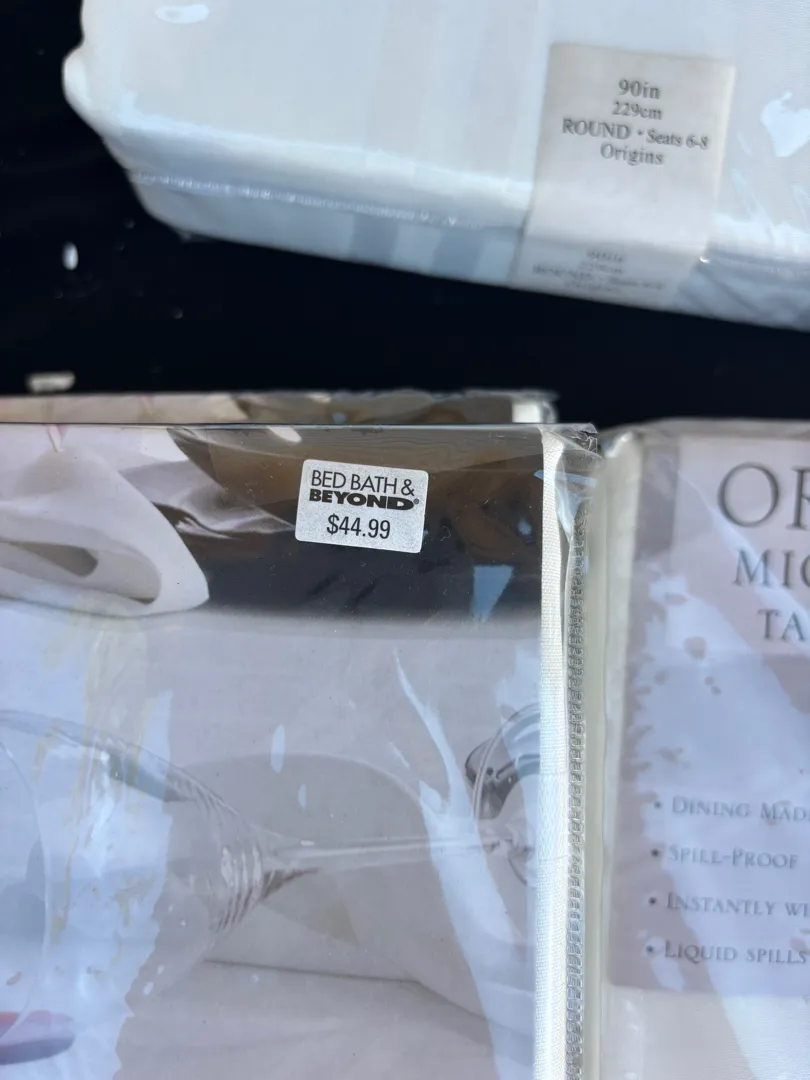 90in
229cm
ROUND • Seats 6-8
Origins
BED BATH &
BEYOND®
$44.99
OR
MIC
TA
• DINING MADE
• SPILL-PROOF
• INSTANTLY WI
• LIQUID SPILLS